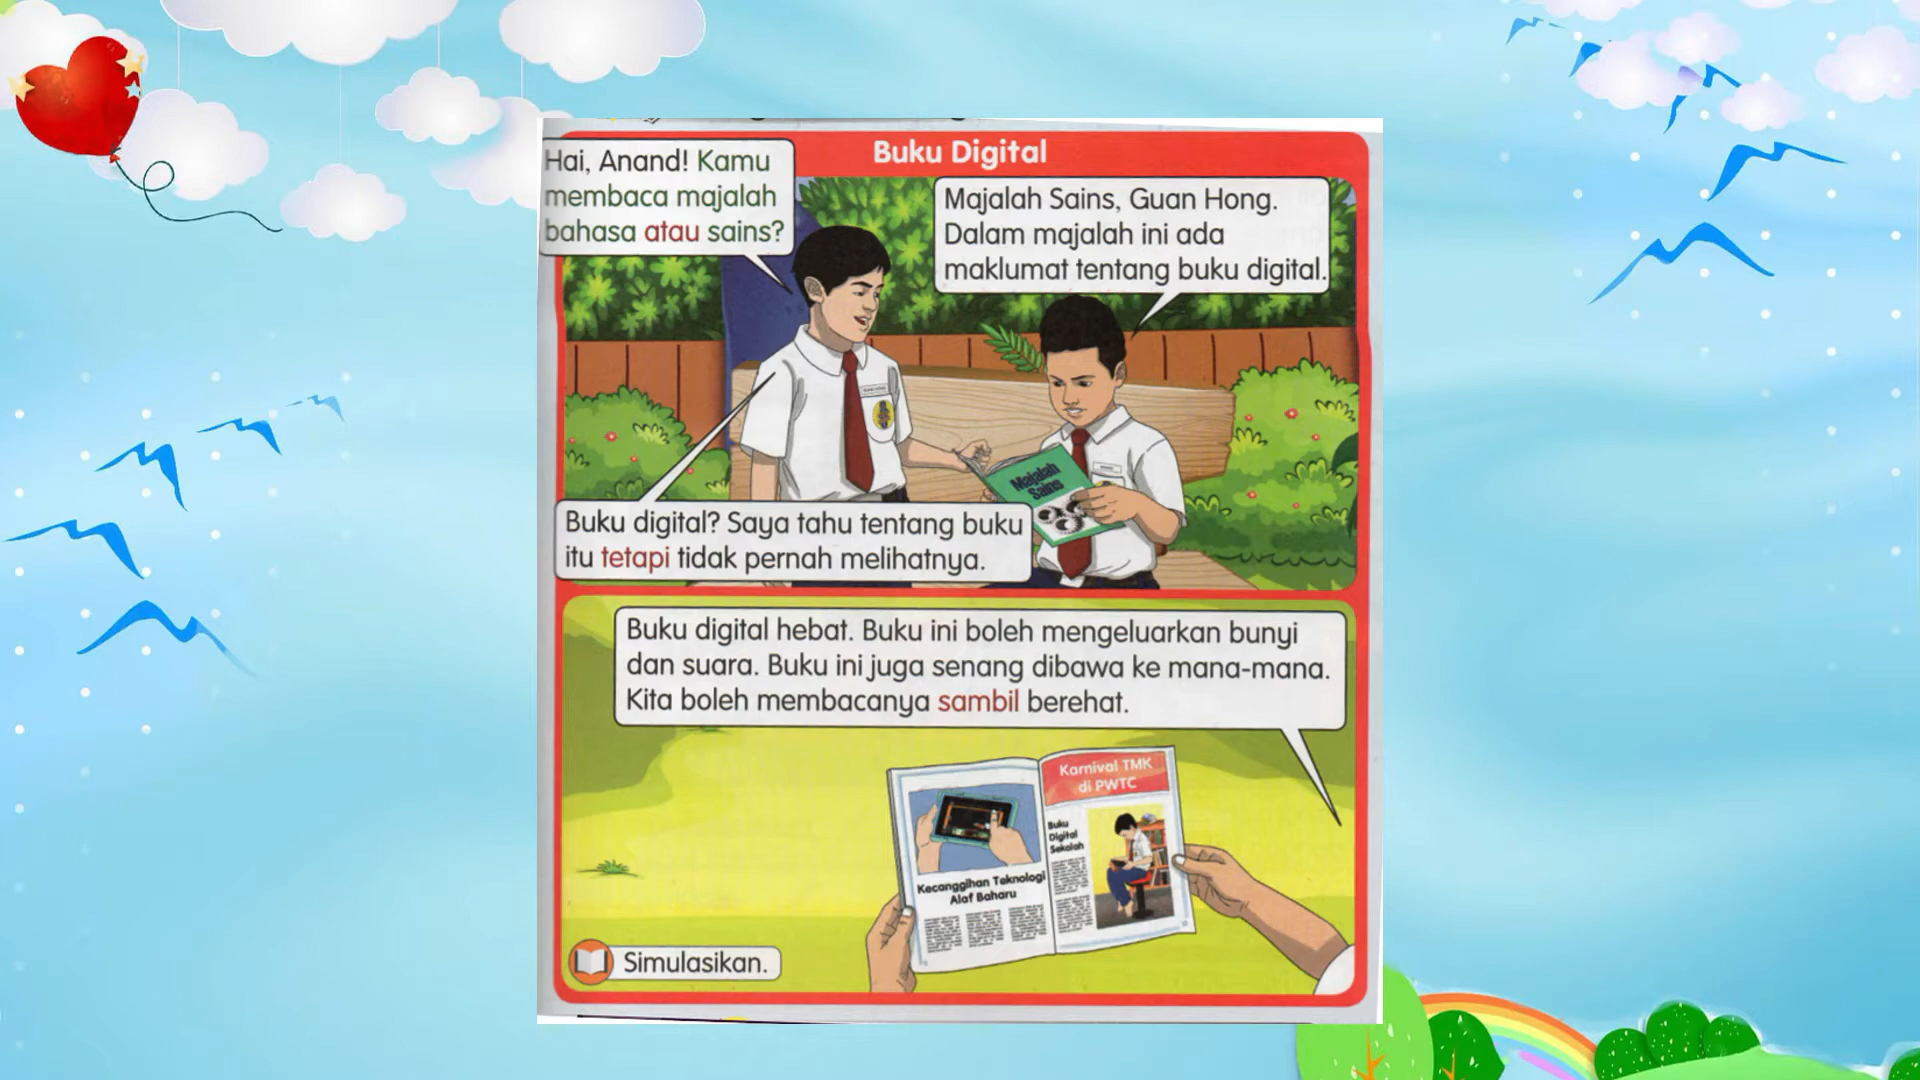 Buku Digital
Hai, Anand! Kamu
membaca majalah
bahasa atau sains?
Majalah Sains, Guan Hong.
Dalam majalah ini ada
maklumat tentang buku digital.
Majalah
Sains
Buku digital? Saya tahu tentang buku
itu tetapi tidak pernah melihatnya.
Buku digital hebat. Buku ini boleh mengeluarkan bunyi
dan suara. Buku ini juga senang dibawa ke mana-mana.
Kita boleh membacanya sambil berehat.
Kecanggihan Teknologi
Alaf Baharu
Karnival TMK
di PWTC
Buku
Digital
Sekolah
Simulasikan.